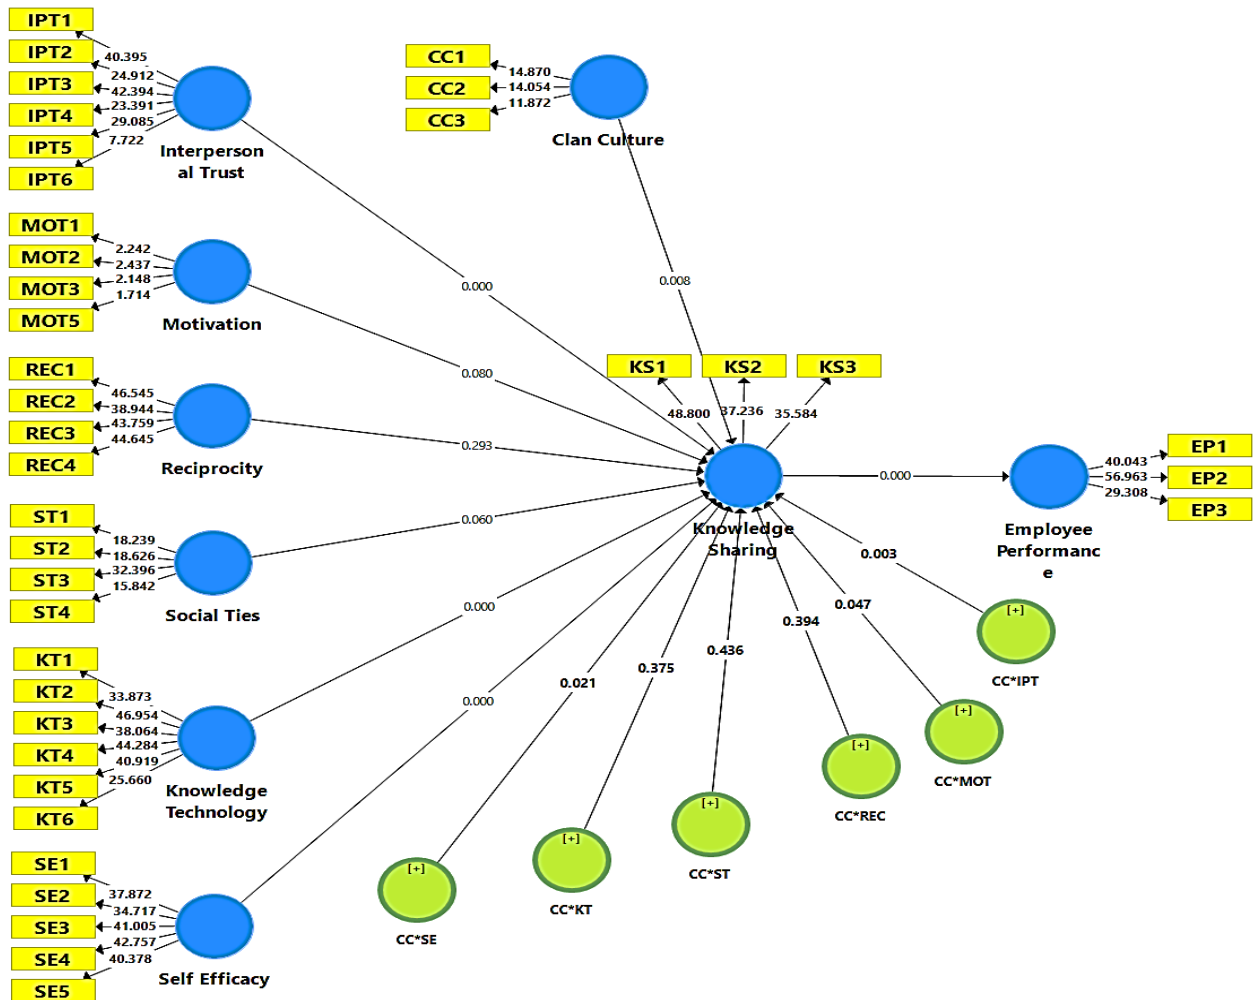 IPT1
IPT2
IPT3
IPT4
IPT5
IPT6
40.395
24.912
42.394
23.391
29.085
7.722
Interperson
al Trust
CC1
CC2
CC3
14.870
14.054
11.872
Clan Culture
MOT1
MOT2
MOT3
MOT5
2.242
2.437
2.148
1.714
Motivation
REC1
REC2
REC3
REC4
46.545
38.944
43.759
44.645
Reciprocity
ST1
ST2
ST3
ST4
18.239
18.626
32.396
15.842
Social Ties
KT1
KT2
KT3
KT4
KT5
KT6
33.873
46.954
38.064
44.284
40.919
25.660
Knowledge
Technology
SE1
SE2
SE3
SE4
SE5
37.872
34.717
41.005
42.757
40.378
Self Efficacy
0.000
0.080
0.293
0.060
0.000
0.000
0.008
KS1
KS2
KS3
48.800
37.236
35.584
Knowledge
Sharing
0.000
EP1
EP2
EP3
40.043
56.963
29.308
Employee
Performanc
e
0.021
0.375
0.436
0.394
0.047
0.003
[+]
CC*IPT
[+]
CC*MOT
[+]
CC*REC
[+]
CC*ST
[+]
CC*KT
[+]
CC*SE